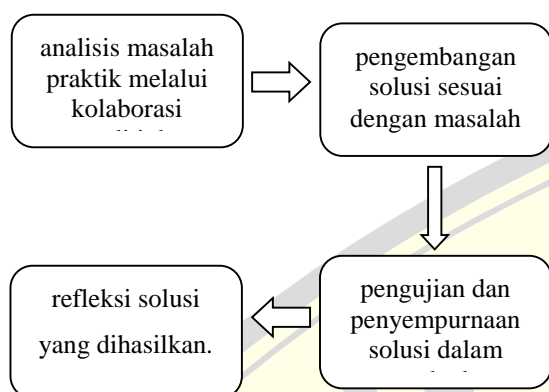 analisis masalah
praktik melalui
kolaborasi
pengembangan
solusi sesuai
dengan masalah
pengujian dan
penyempurnaan
solusi dalam
refleksi solusi
yang dihasilkan.